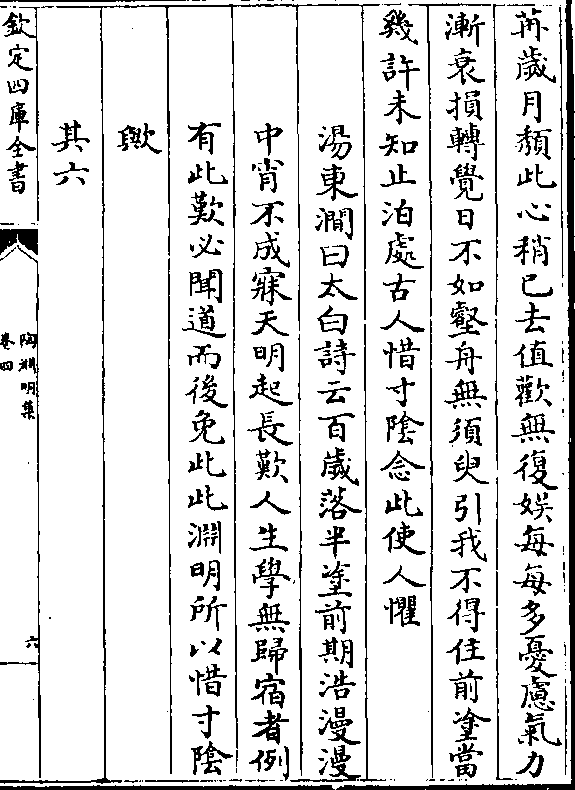 苒歲月頹此心稍已去值歡無復娛每每多憂慮氣力
漸衰損轉覺日不如壑舟無須臾引我不得住前塗當
幾許未知止泊處古人惜寸陰念此使人懼
湯東澗曰太白詩云百歲落半塗前期浩漫漫
中宵不成寐天明起長歎人生學無歸宿者例
有此歎必聞道而後免此此淵明所以惜寸陰
歟
其六
欽定四庫全書
陶淵明集
卷四
六